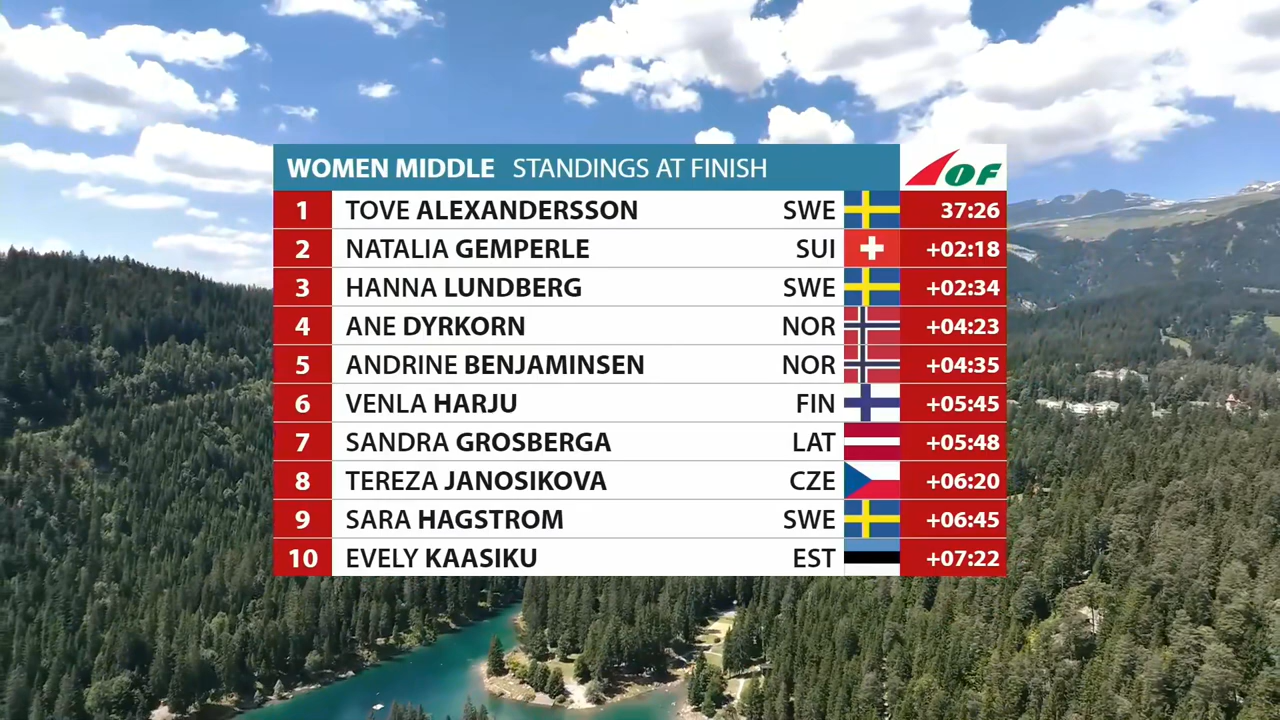 WOMEN MIDDLE STANDINGS AT FINISH IOF
1 TOVE ALEXANDERSSON SWE 37:26
2 NATALIA GEMPERLE SUI +02:18
3 HANNA LUNDBERG SWE +02:34
4 ANE DYRKORN NOR +04:23
5 ANDRINE BENJAMINSEN NOR +04:35
6 VENLA HARJU FIN +05:45
7 SANDRA GROSBERGA LAT +05:48
8 TEREZA JANOSIKOVA CZE +06:20
9 SARA HAGSTROM SWE +06:45
10 EVELY KAASIKU EST +07:22